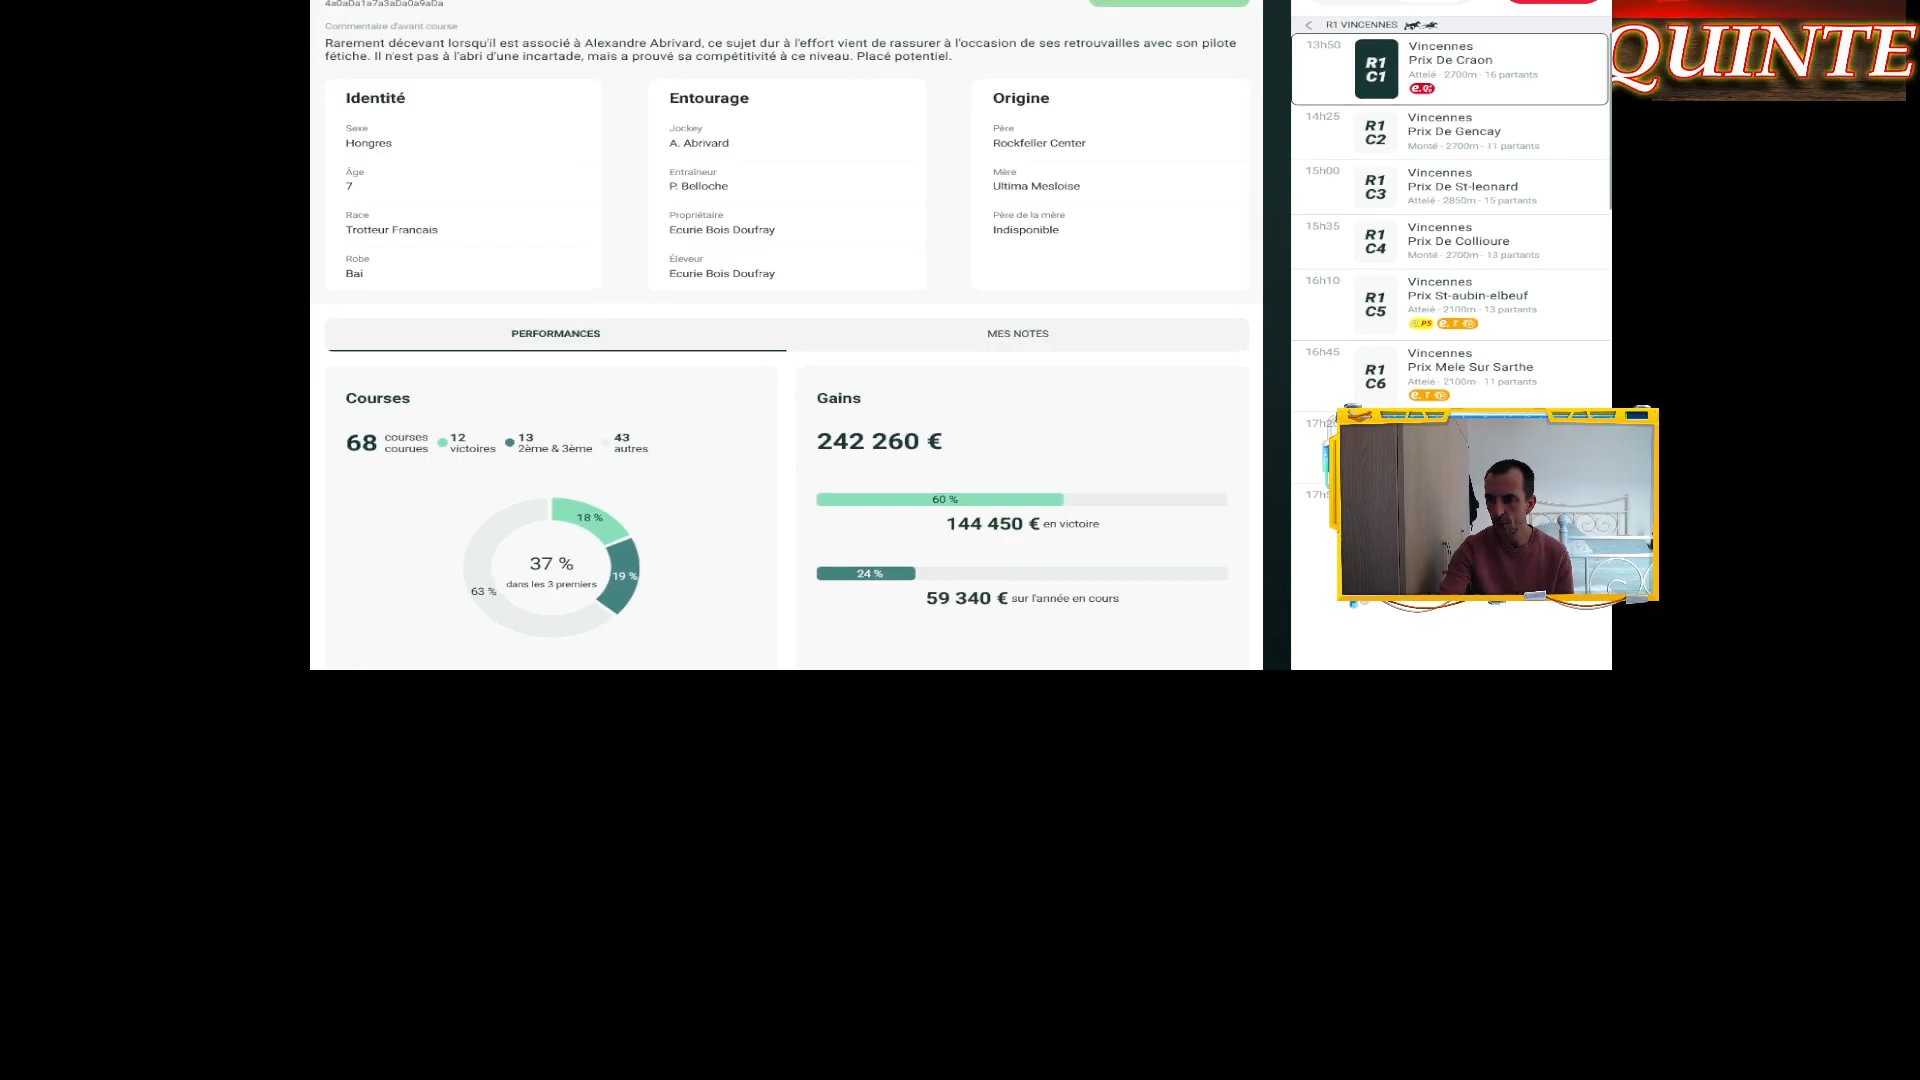 4a0aDa1a7a3aDa0a9aDa
Commentaire d'avant course
Rarement décevant lorsqu'il est associé à Alexandre Abrivard, ce sujet dur à l'effort vient de rassurer à l'occasion de ses retrouvailles avec son pilote
fétiche. Il n'est pas à l'abri d'une incartade, mais a prouvé sa compétitivité à ce niveau. Placé potentiel.
Identité
Sexe
Hongres
Âge
7
Race
Trotteur Francais
Robe
Bai
Entourage
Jockey
A. Abrivard
Entraîneur
P. Belloche
Propriétaire
Ecurie Bois Doufray
Éleveur
Ecurie Bois Doufray
Origine
Père
Rockfeller Center
Mère
Ultima Mesloise
Père de la mère
Indisponible
PERFORMANCES
MES NOTES
Courses
68 courses courues
12 victoires
13 2ème & 3ème
43 autres
18 %
19 %
63 %
37 %
dans les 3 premiers
Gains
242 260 €
60 %
144 450 € en victoire
24 %
59 340 € sur l'année en cours
R1 VINCENNES
13h50
R1
C1
Vincennes
Prix De Craon
Attelé - 2700m - 16 partants
14h25
R1
C2
Vincennes
Prix De Gencay
Monté - 2700m - 11 partants
15h00
R1
C3
Vincennes
Prix De St-leonard
Attelé - 2850m - 15 partants
15h35
R1
C4
Vincennes
Prix De Collioure
Monté - 2700m - 13 partants
16h10
R1
C5
Vincennes
Prix St-aubin-elbeuf
Attelé - 2100m - 13 partants
16h45
R1
C6
Vincennes
Prix Mele Sur Sarthe
Attelé - 2100m - 11 partants
QUINTE